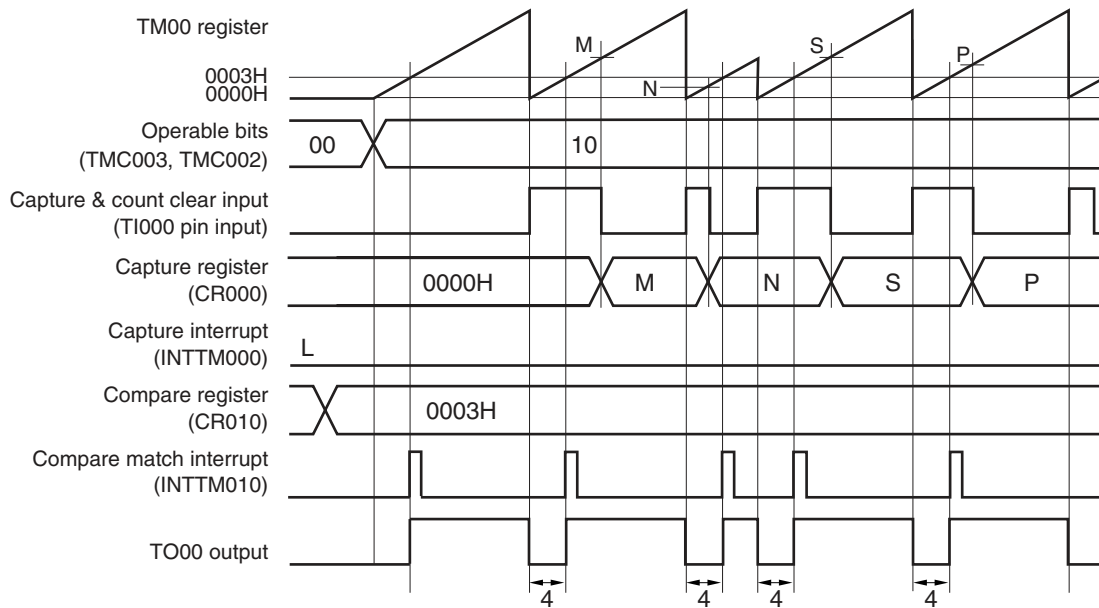 TM00 register
M
S
P
N
0003H
0000H
Operable bits
(TMC003, TMC002)
00
10
Capture & count clear input
(TI000 pin input)
Capture register
(CR000)
0000H
M
N
S
P
Capture interrupt
(INTTM000)
L
Compare register
(CR010)
0003H
Compare match interrupt
(INTTM010)
TO00 output
4
4
4
4